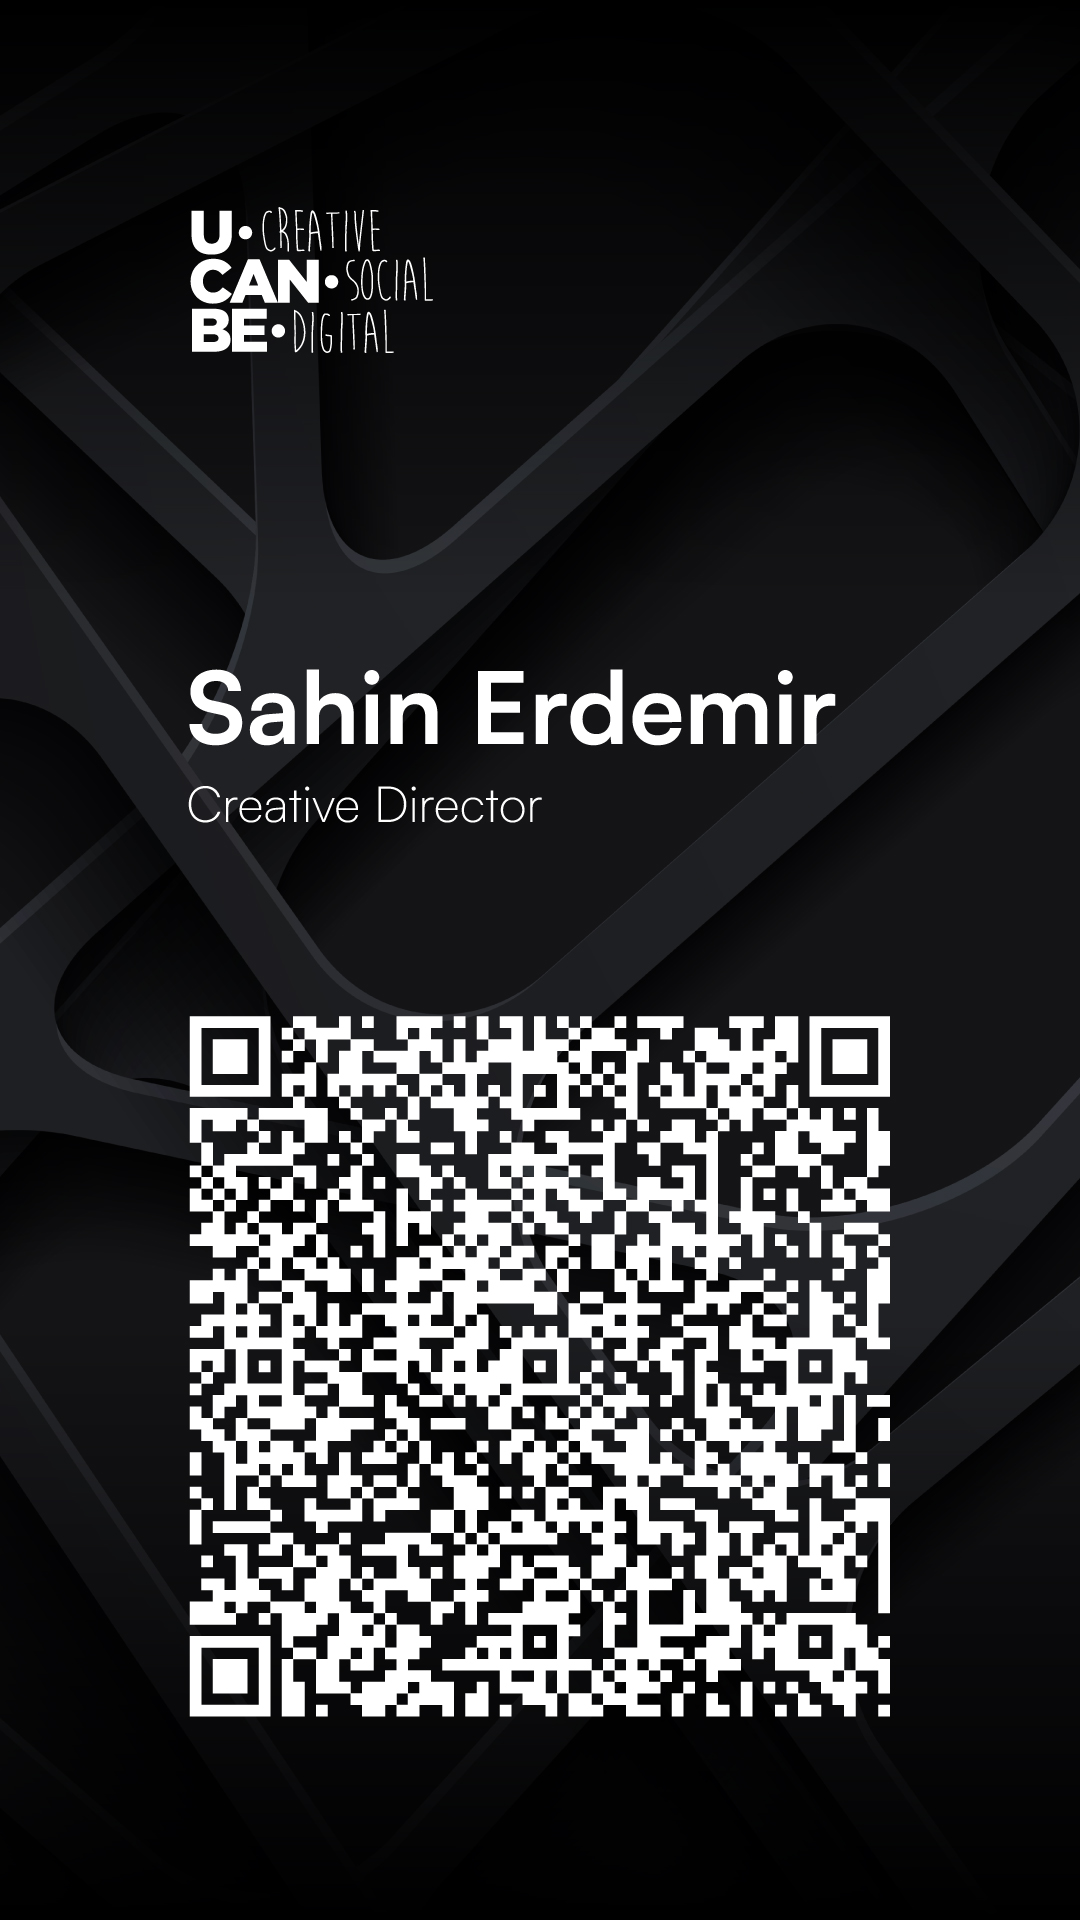 U•CREATIVE
CAN•SOCIAL
BE•DIGITAL
Sahin Erdemir
Creative Director